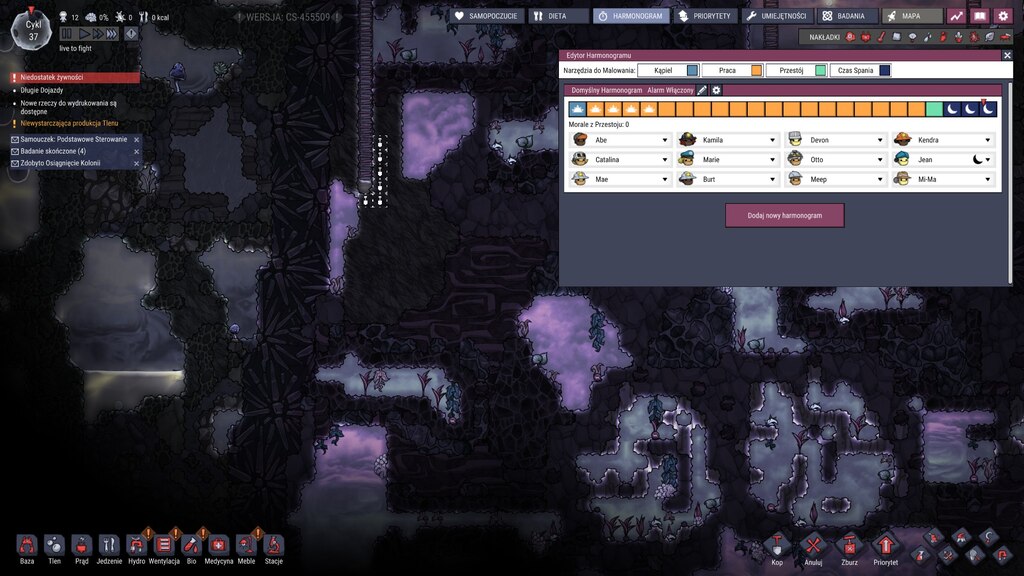 Cykl
37
12
0%
0
0 kcal
live to fight
WERSJA: CS-455509
SAMOPOCZUCIE
DIETA
HARMONOGRAM
PRIORYTETY
UMIEJĘTNOŚCI
BADANIA
MAPA
NAKŁADKI
Niedostatek żywności
Długie Dojazdy
Nowe rzeczy do wydrukowania są
dostępne
Niewystarczająca produkcja Tlenu
Samouczek: Podstawowe Sterowanie
Badanie skończone (4)
Zdobyto Osiągnięcie Kolonii
Edytor Harmonogramu
Narzędzia do Malowania:
Kąpiel
Praca
Przestój
Czas Spania
Domyślny Harmonogram
Alarm Włączony
Morale z Przestoju: 0
Abe
Kamila
Devon
Kendra
Catalina
Marie
Otto
Jean
Mae
Burt
Meep
Mi-Ma
Dodaj nowy harmonogram
Baza
Tlen
Prąd
Jedzenie
Hydro
Wentylacja
Bio
Medycyna
Meble
Stacje
Kop
Anuluj
Zburz
Priorytet